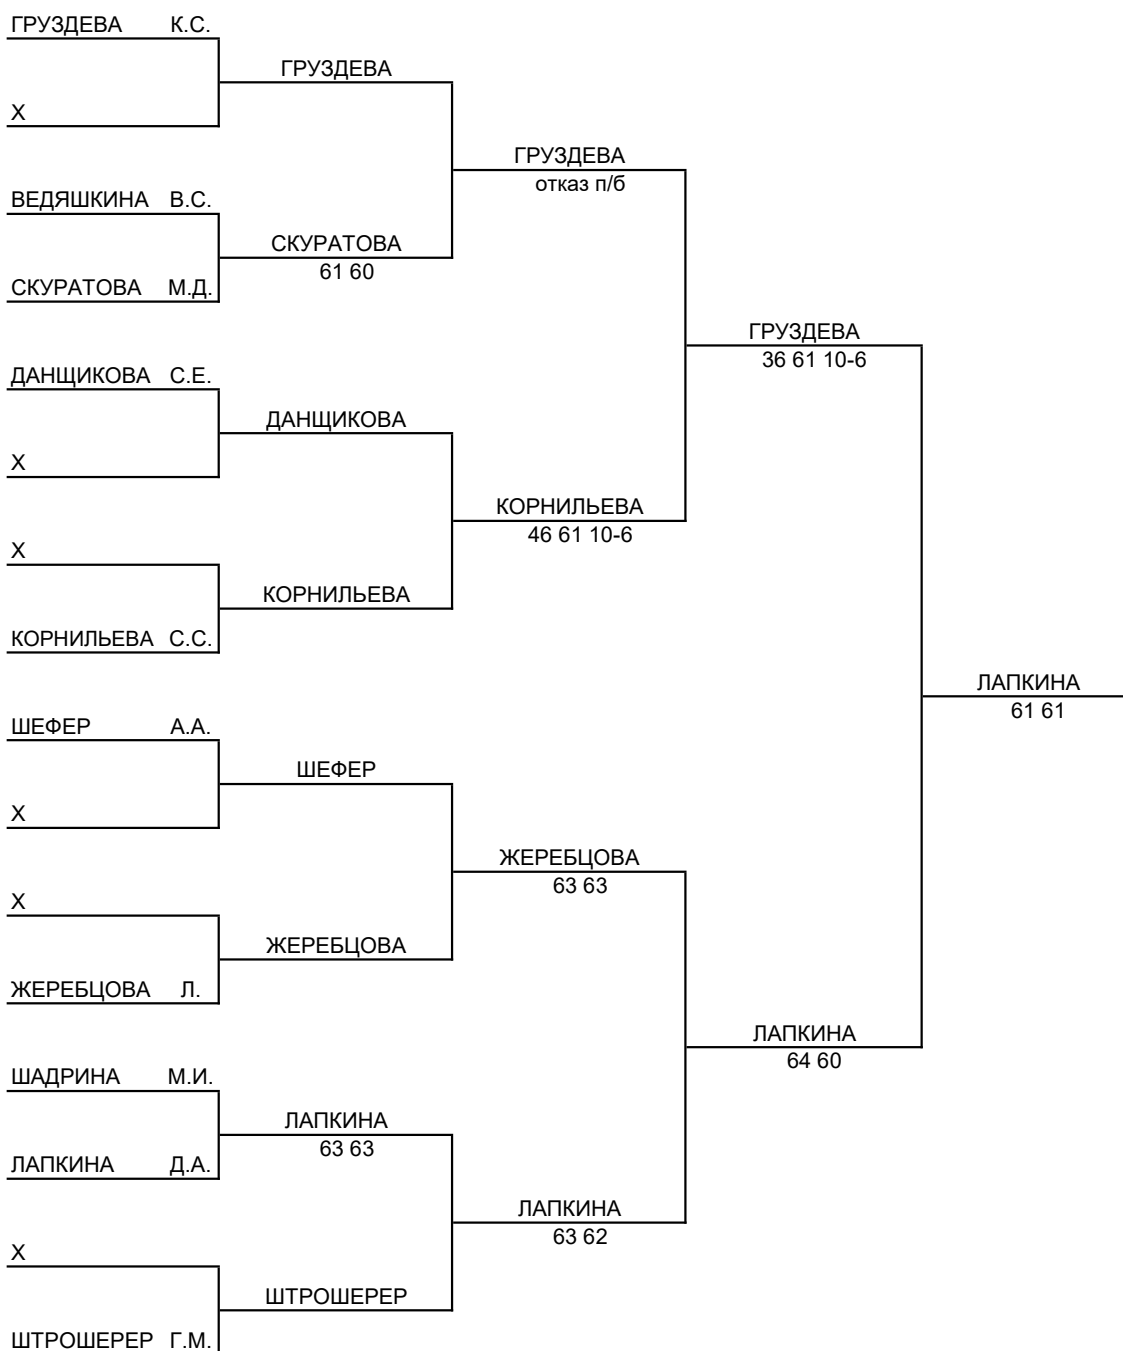 ГРУЗДЕВА К.С.
ГРУЗДЕВА
Х
ГРУЗДЕВА
отказ п/б
ВЕДЯШКИНА В.С.
СКУРАТОВА
61 60
СКУРАТОВА М.Д.
ГРУЗДЕВА
36 61 10-6
ДАНЩИКОВА С.Е.
ДАНЩИКОВА
Х
КОРНИЛЬЕВА
46 61 10-6
Х
КОРНИЛЬЕВА
КОРНИЛЬЕВА С.С.
ЛАПКИНА
61 61
ШЕФЕР А.А.
ШЕФЕР
Х
ЖЕРЕБЦОВА
63 63
Х
ЖЕРЕБЦОВА
ЖЕРЕБЦОВА Л.
ЛАПКИНА
64 60
ШАДРИНА М.И.
ЛАПКИНА
63 63
ЛАПКИНА Д.А.
ЛАПКИНА
63 62
Х
ШТРОШЕРЕР
ШТРОШЕРЕР Г.М.